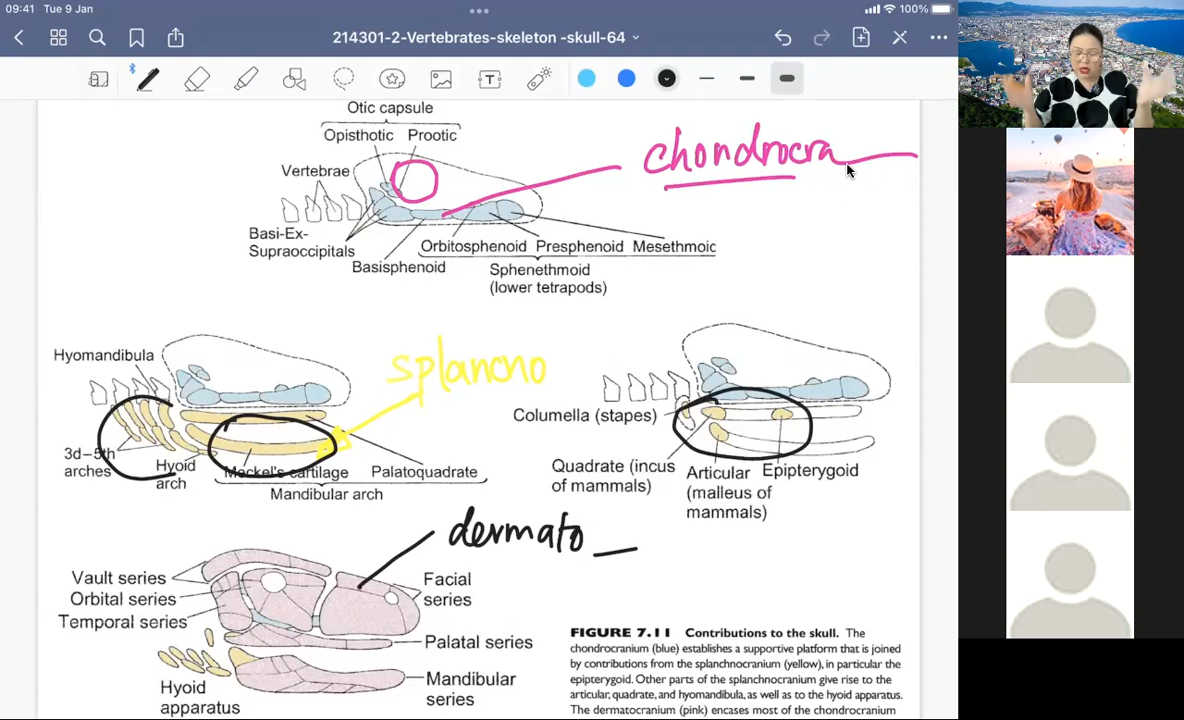 09:41 Tue 9 Jan
100%
214301-2-Vertebrates-skeleton -skull-64
Otic capsule
Opisthotic Prootic
chondrocra
Vertebrae
Basi-Ex-
Supraoccipitals
Orbitosphenoid Presphenoid Mesethmoic
Basisphenoid
Sphenethmoid
(lower tetrapods)
Hyomandibula
splancno
Columella (stapes)
3d–5th
arches
Hyoid
arch
Meckel's cartilage
Palatoquadrate
Mandibular arch
Quadrate (incus
of mammals)
Articular
(malleus of
mammals)
Epipterygoid
dermato
Vault series
Orbital series
Temporal series
Facial
series
Palatal series
Mandibular
series
Hyoid
apparatus
FIGURE 7.11 Contributions to the skull. The
chondrocranium (blue) establishes a supportive platform that is joined
by contributions from the splanchnocranium (yellow), in particular the
epipterygoid. Other parts of the splanchnocranium give rise to the
articular, quadrate, and hyomandibula, as well as to the hyoid apparatus.
The dermatocranium (pink) encases most of the chondrocranium